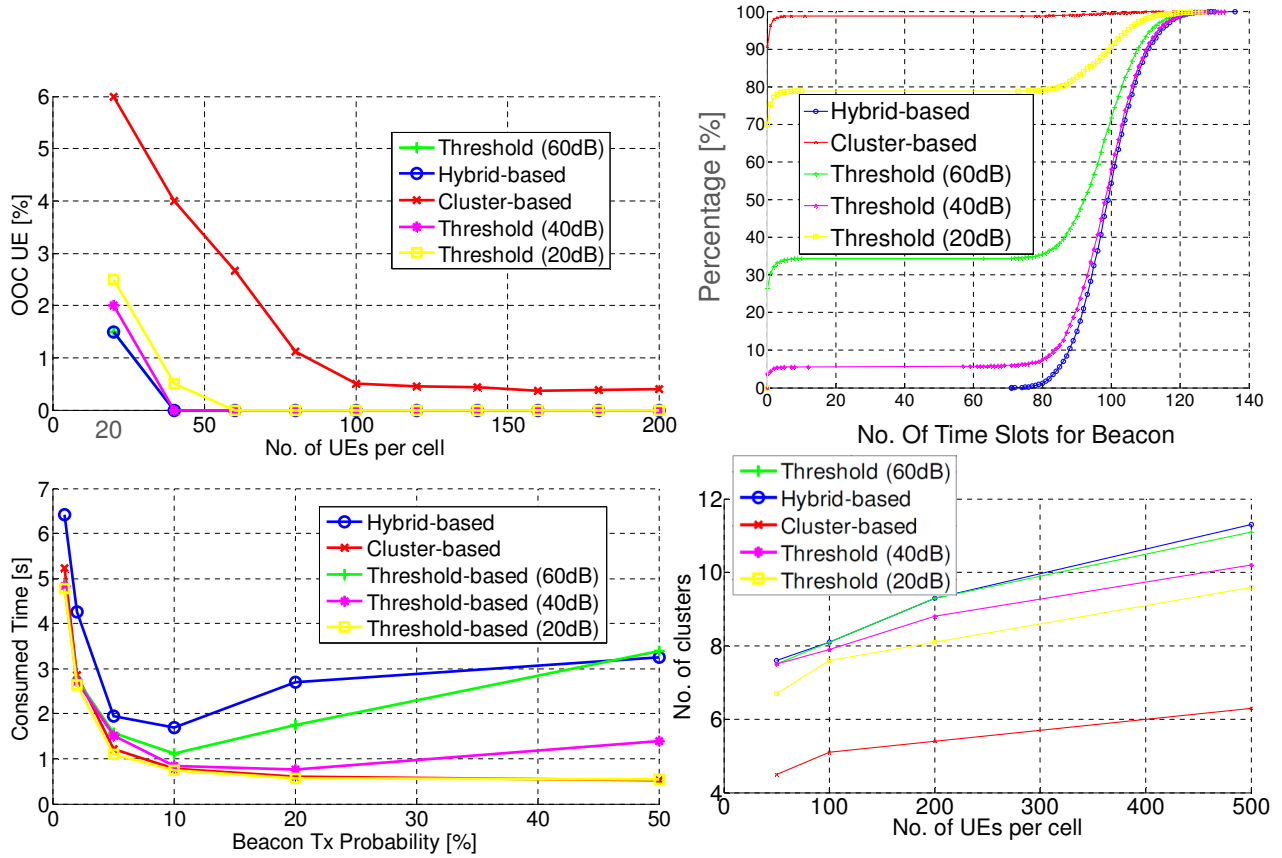 6
5
4
3
2
1
0
OOC UE [%]
Threshold (60dB)
Hybrid-based
Cluster-based
Threshold (40dB)
Threshold (20dB)
0 20 50 100 150 200
No. of UEs per cell
100
90
80
70
60
50
40
30
20
10
0
Percentage [%]
Hybrid-based
Cluster-based
Threshold (60dB)
Threshold (40dB)
Threshold (20dB)
0 20 40 60 80 100 120 140
No. Of Time Slots for Beacon
7
6
5
4
3
2
1
0
Consumed Time [s]
Hybrid-based
Cluster-based
Threshold-based (60dB)
Threshold-based (40dB)
Threshold-based (20dB)
0 10 20 30 40 50
Beacon Tx Probability [%]
12
10
8
6
4
No. of clusters
Threshold (60dB)
Hybrid-based
Cluster-based
Threshold (40dB)
Threshold (20dB)
0 100 200 300 400 500
No. of UEs per cell